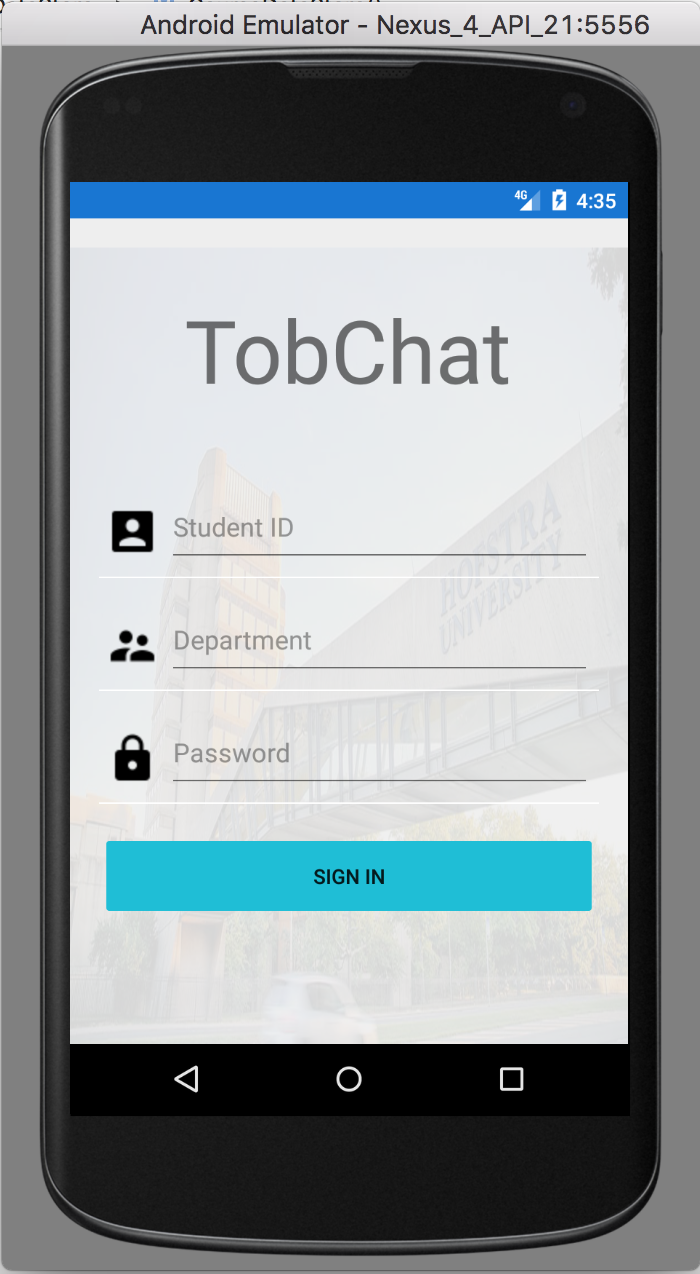 Android Emulator - Nexus_4_API_21:5556
4G 4:35
TobChat
Student ID
HOFSTRA
UNIVERSITY
Department
Password
SIGN IN